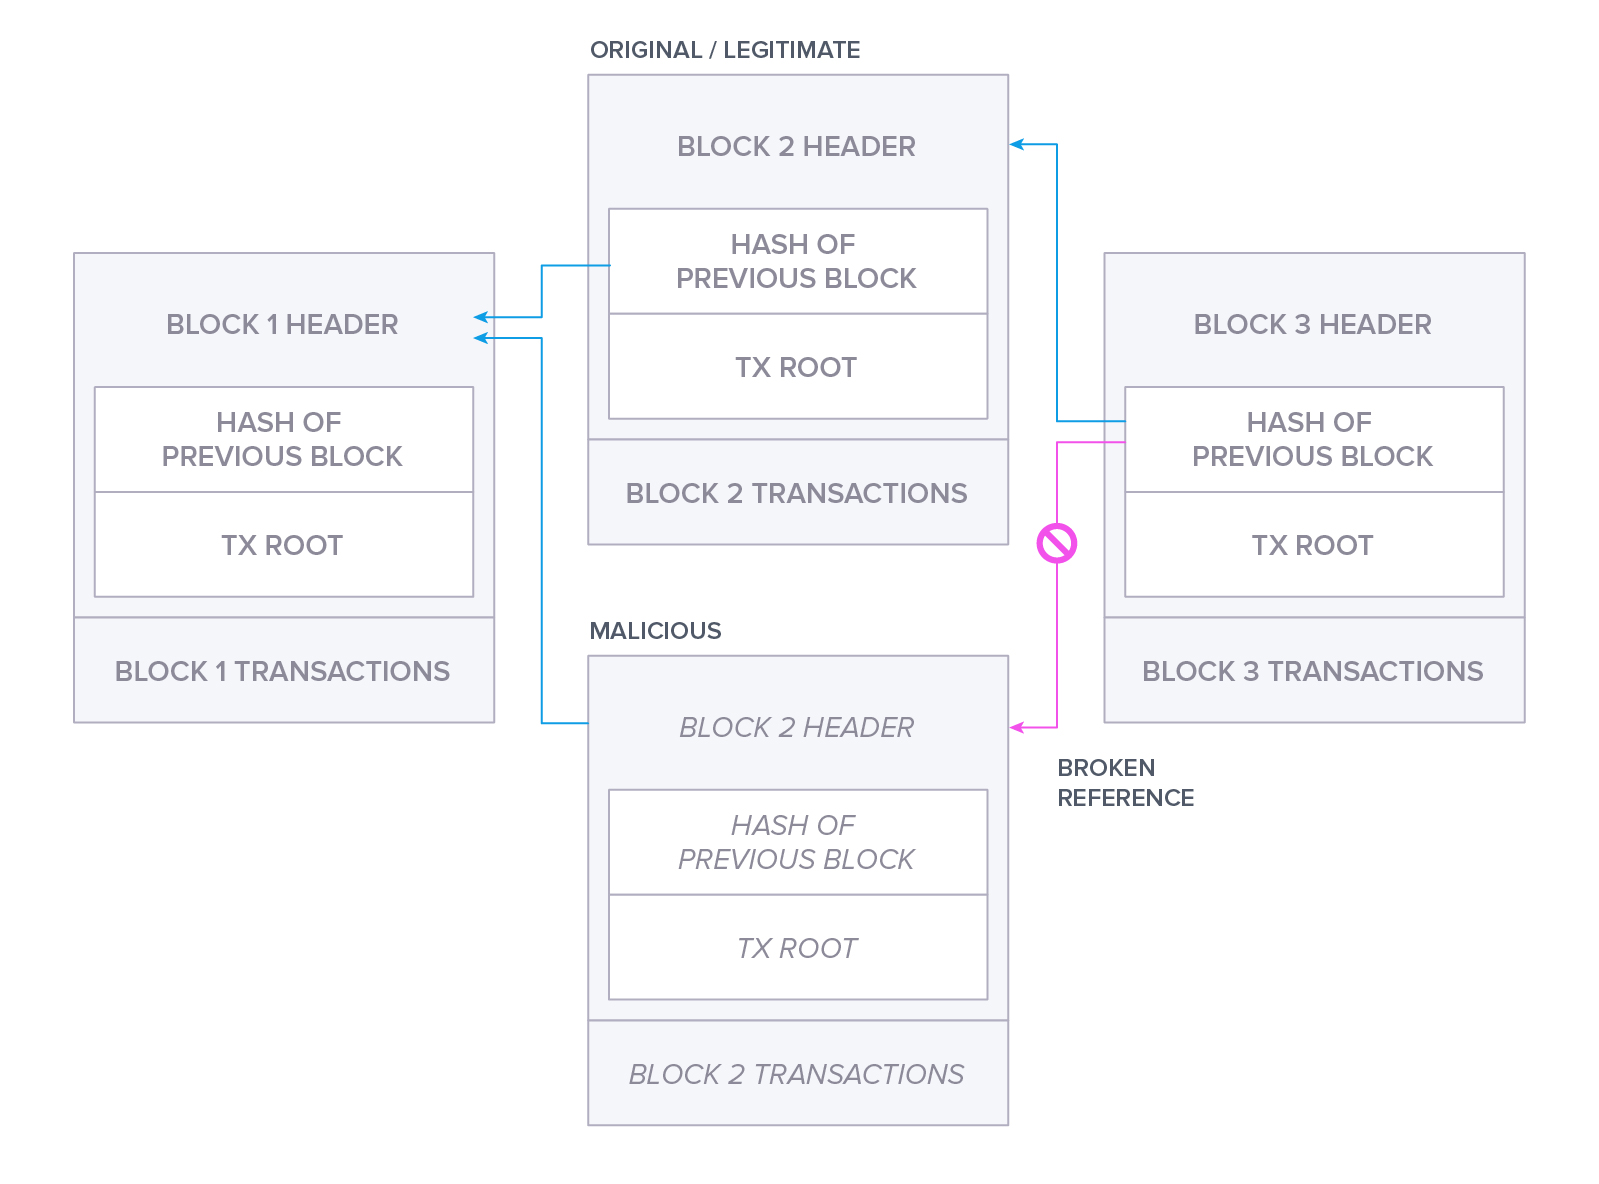 ORIGINAL / LEGITIMATE
BLOCK 2 HEADER
HASH OF
PREVIOUS BLOCK
TX ROOT
BLOCK 2 TRANSACTIONS
BLOCK 1 HEADER
HASH OF
PREVIOUS BLOCK
TX ROOT
BLOCK 1 TRANSACTIONS
BLOCK 3 HEADER
HASH OF
PREVIOUS BLOCK
TX ROOT
BLOCK 3 TRANSACTIONS
MALICIOUS
BLOCK 2 HEADER
HASH OF
PREVIOUS BLOCK
TX ROOT
BLOCK 2 TRANSACTIONS
BROKEN
REFERENCE